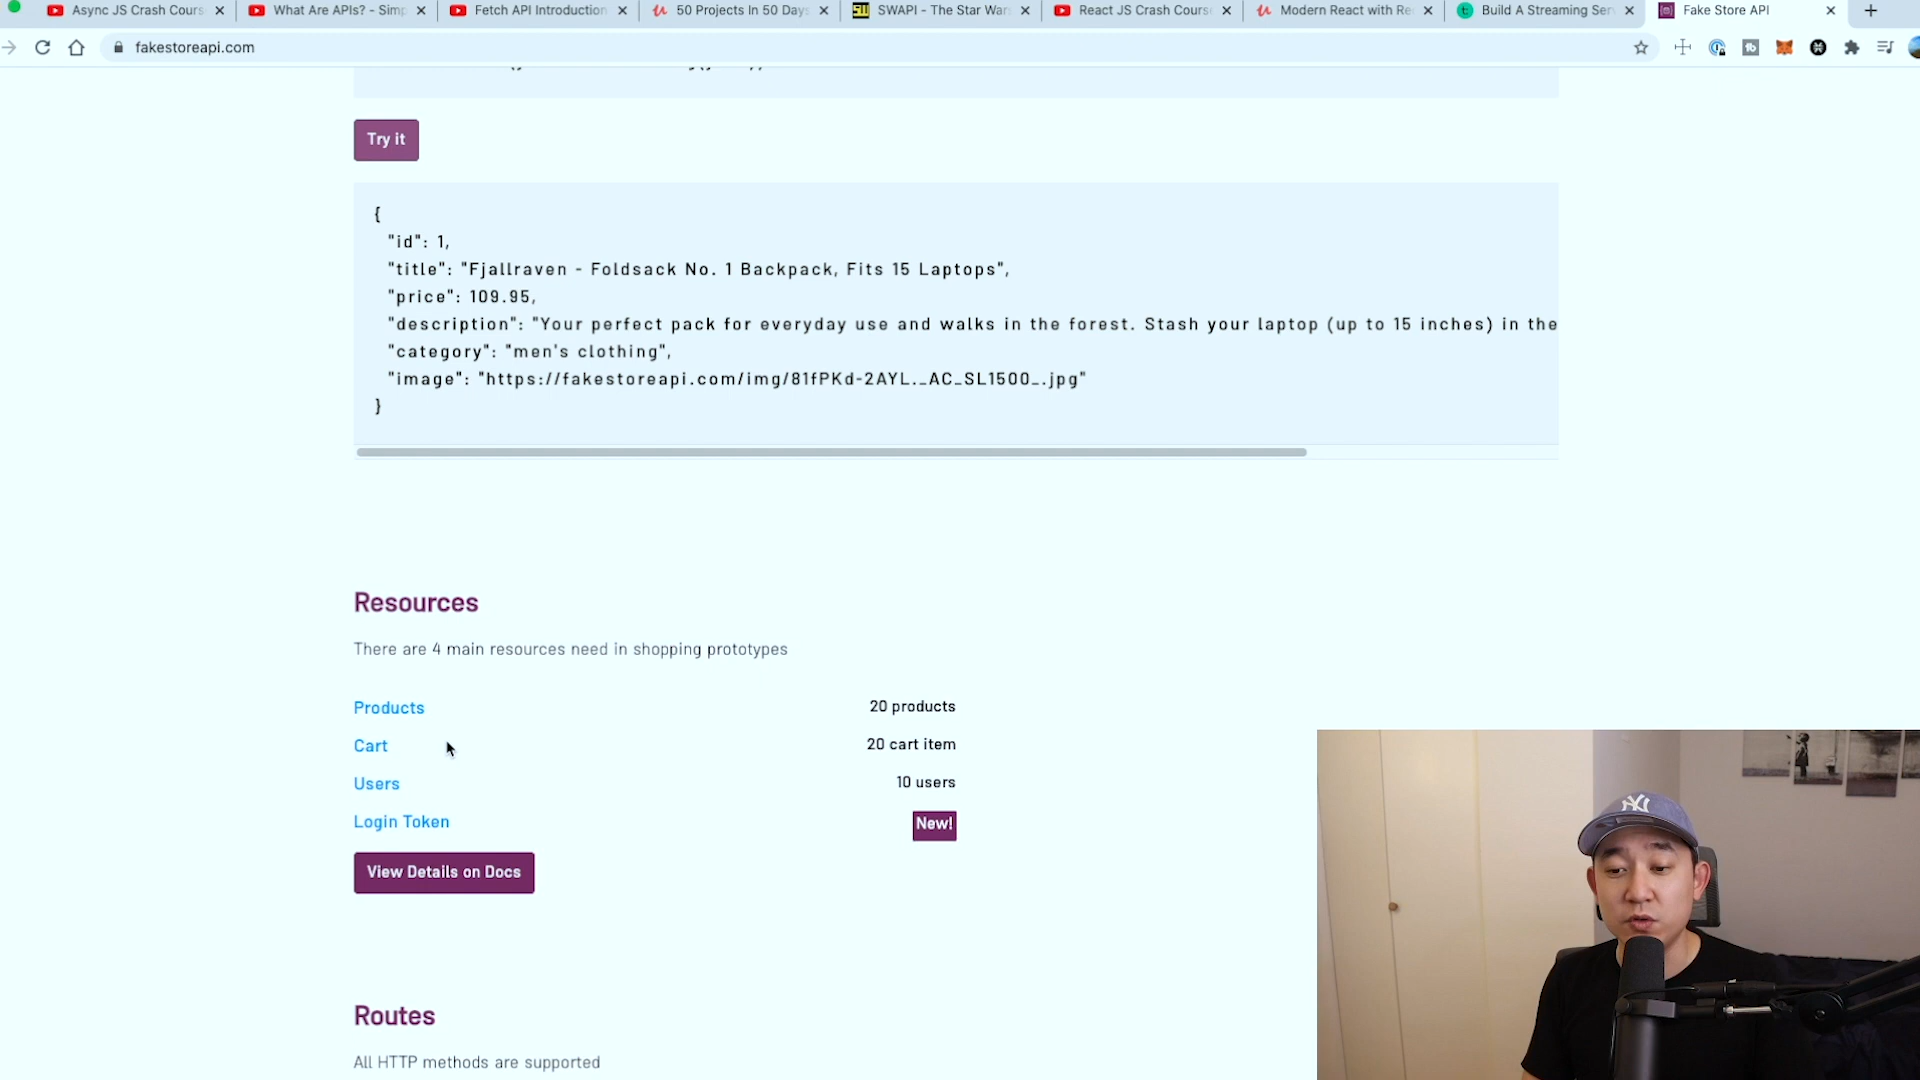 Async JS Crash Cours
What Are APIs? - Simp
Fetch API Introduction
50 Projects In 50 Days
SWAPI - The Star Wars
React JS Crash Course
Modern React with Re
Build A Streaming Ser
Fake Store API
fakestoreapi.com
Try it
{
"id": 1,
"title": "Fjallraven - Foldsack No. 1 Backpack, Fits 15 Laptops",
"price": 109.95,
"description": "Your perfect pack for everyday use and walks in the forest. Stash your laptop (up to 15 inches) in the
"category": "men's clothing",
"image": "https://fakestoreapi.com/img/81fPKd-2AYL._AC_SL1500_.jpg"
}
Resources
There are 4 main resources need in shopping prototypes
Products 20 products
Cart 20 cart item
Users 10 users
Login Token New!
View Details on Docs
Routes
All HTTP methods are supported